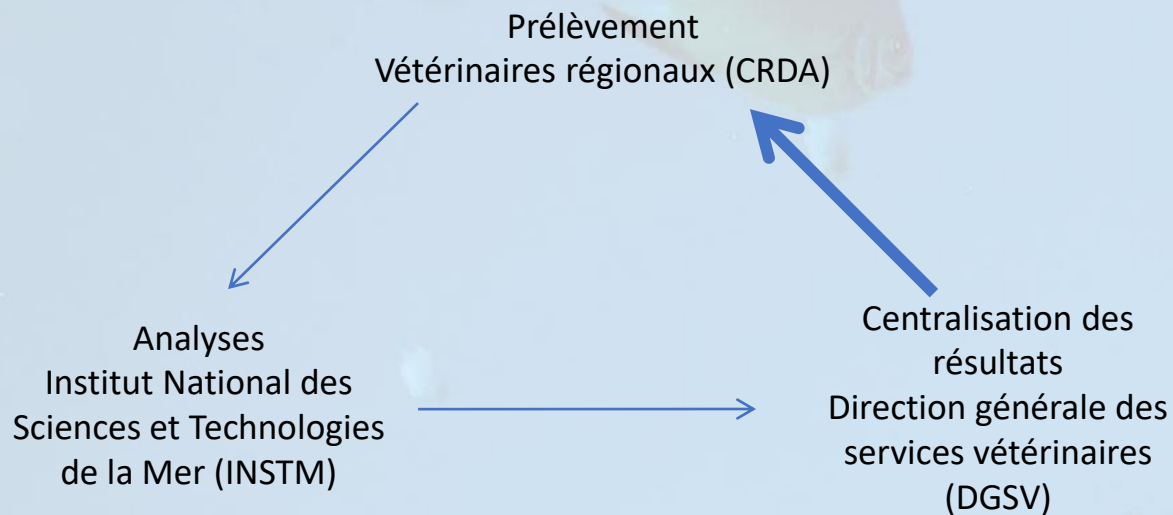 Prélèvement
Vétérinaires régionaux (CRDA)
Analyses
Institut National des
Sciences et Technologies
de la Mer (INSTM)
Centralisation des
résultats
Direction générale des
services vétérinaires
(DGSV)